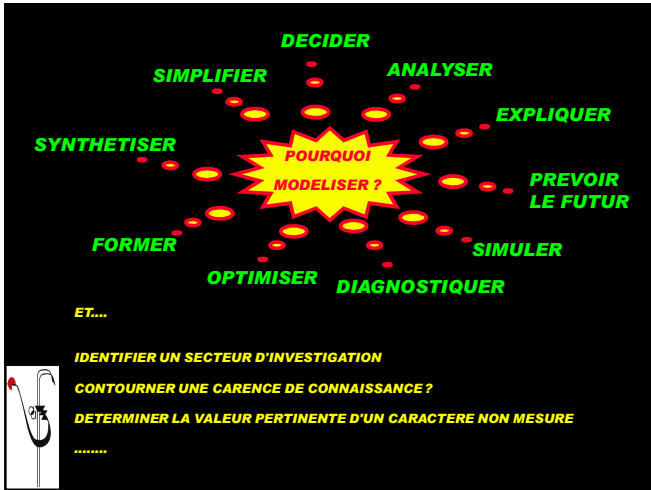 DECIDER
SIMPLIFIER
ANALYSER
EXPLIQUER
SYNTHETISER
POURQUOI
MODELISER ?
PREVOIR
LE FUTUR
FORMER
SIMULER
OPTIMISER
DIAGNOSTIQUER
ET....
IDENTIFIER UN SECTEUR D'INVESTIGATION
CONTOURNER UNE CARENCE DE CONNAISSANCE ?
DETERMINER LA VALEUR PERTINENTE D'UN CARACTERE NON MESURE
........